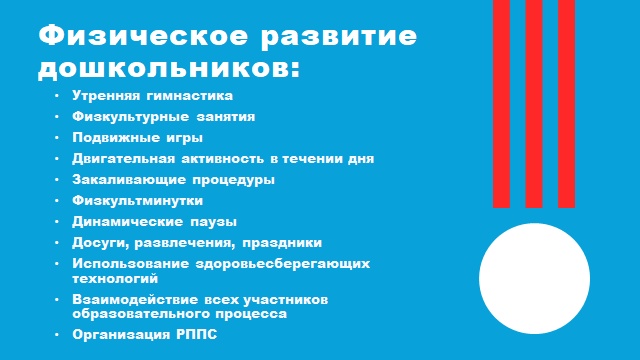 Физическое развитие
дошкольников:
• Утренняя гимнастика
• Физкультурные занятия
• Подвижные игры
• Двигательная активность в течении дня
• Закаливающие процедуры
• Физкультминутки
• Динамические паузы
• Досуги, развлечения, праздники
• Использование здоровьесберегающих
технологий
• Взаимодействие всех участников
образовательного процесса
• Организация РППС